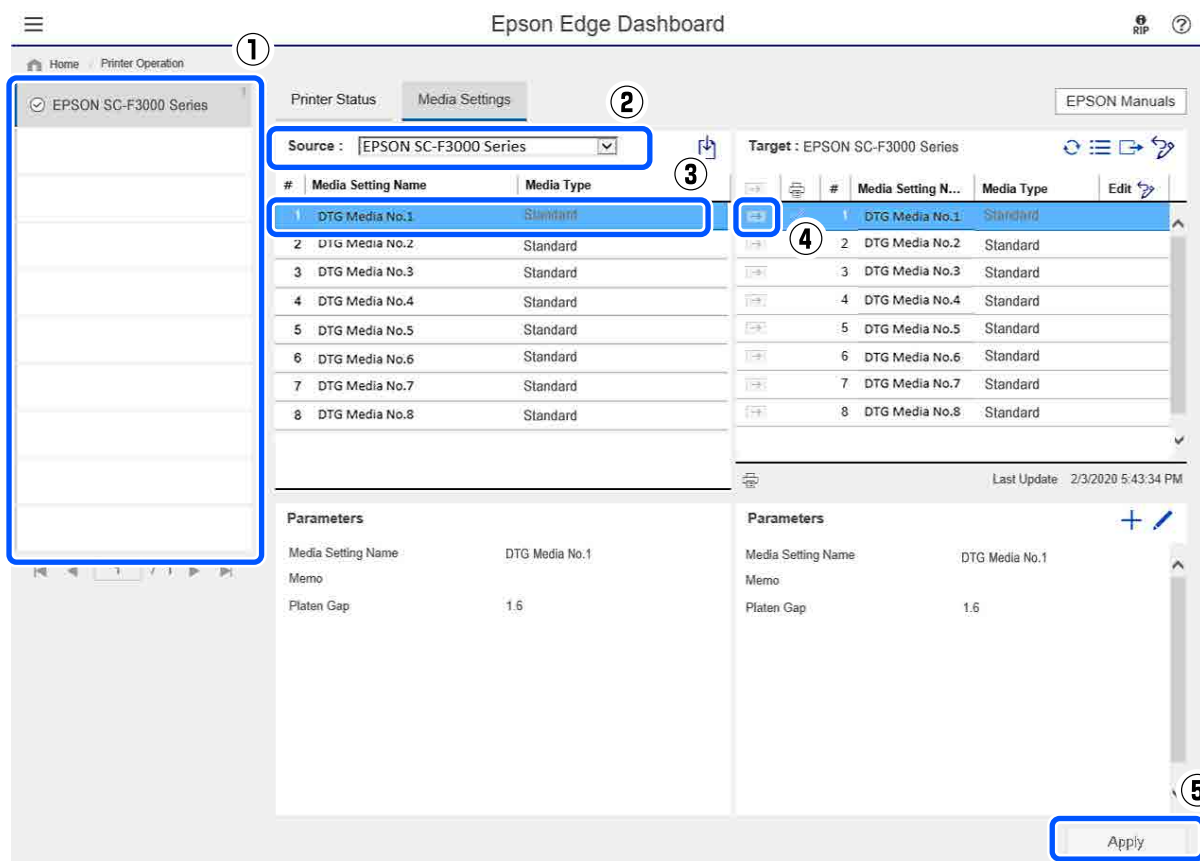 Epson Edge Dashboard
RIP
?
①
Home / Printer Operation
EPSON SC-F3000 Series
1
Printer Status
Media Settings
②
EPSON Manuals
Source : EPSON SC-F3000 Series
Target : EPSON SC-F3000 Series
③
# Media Setting Name Media Type
# Media Setting N... Media Type Edit
1 DTG Media No.1 Standard
1 DTG Media No.1 Standard
④
2 DTG Media No.2 Standard
2 DTG Media No.2 Standard
3 DTG Media No.3 Standard
3 DTG Media No.3 Standard
4 DTG Media No.4 Standard
4 DTG Media No.4 Standard
5 DTG Media No.5 Standard
5 DTG Media No.5 Standard
6 DTG Media No.6 Standard
6 DTG Media No.6 Standard
7 DTG Media No.7 Standard
7 DTG Media No.7 Standard
8 DTG Media No.8 Standard
8 DTG Media No.8 Standard
Last Update 2/3/2020 5:43:34 PM
Parameters
Media Setting Name DTG Media No.1
Memo
Platen Gap 1.6
Parameters
Media Setting Name DTG Media No.1
Memo
Platen Gap 1.6
1 / 1
⑤
Apply